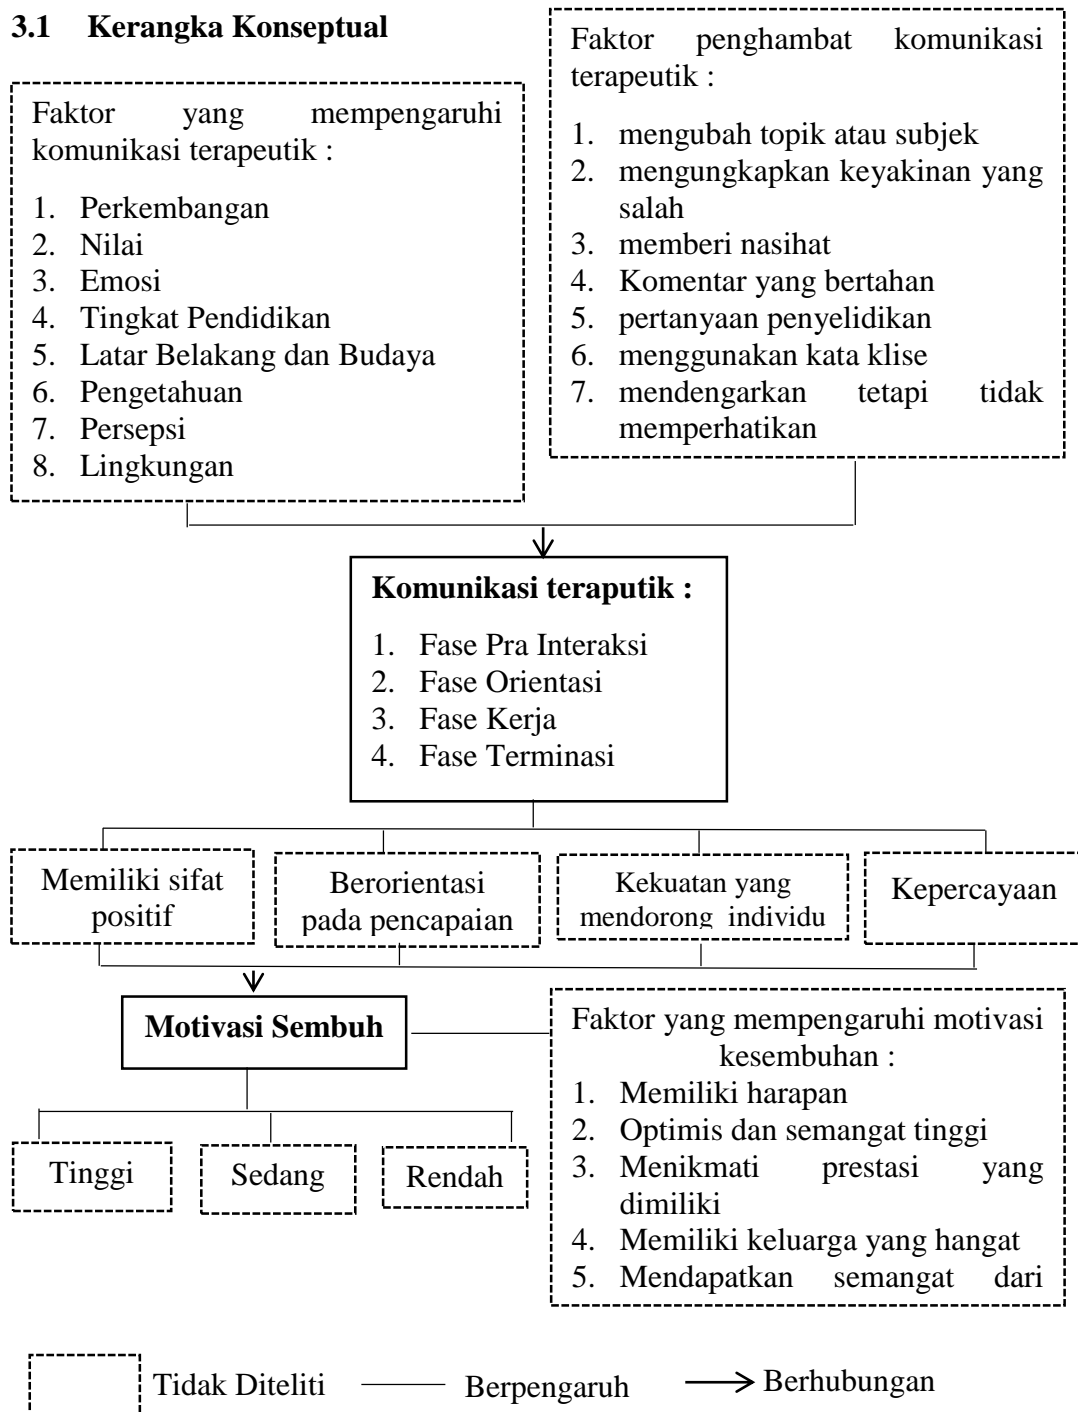 3.1 Kerangka Konseptual
Faktor yang mempengaruhi
komunikasi terapeutik :
1. Perkembangan
2. Nilai
3. Emosi
4. Tingkat Pendidikan
5. Latar Belakang dan Budaya
6. Pengetahuan
7. Persepsi
8. Lingkungan
Faktor penghambat komunikasi
terapeutik :
1. mengubah topik atau subjek
2. mengungkapkan keyakinan yang
salah
3. memberi nasihat
4. Komentar yang bertahan
5. pertanyaan penyelidikan
6. menggunakan kata klise
7. mendengarkan tetapi tidak
memperhatikan
Komunikasi teraputik :
1. Fase Pra Interaksi
2. Fase Orientasi
3. Fase Kerja
4. Fase Terminasi
Memiliki sifat
positif
Berorientasi
pada pencapaian
Kekuatan yang
mendorong individu
Kepercayaan
Motivasi Sembuh
Faktor yang mempengaruhi motivasi
kesembuhan :
1. Memiliki harapan
2. Optimis dan semangat tinggi
3. Menikmati prestasi yang
dimiliki
4. Memiliki keluarga yang hangat
5. Mendapatkan semangat dari
Tinggi
Sedang
Rendah
Tidak Diteliti
Berpengaruh
Berhubungan